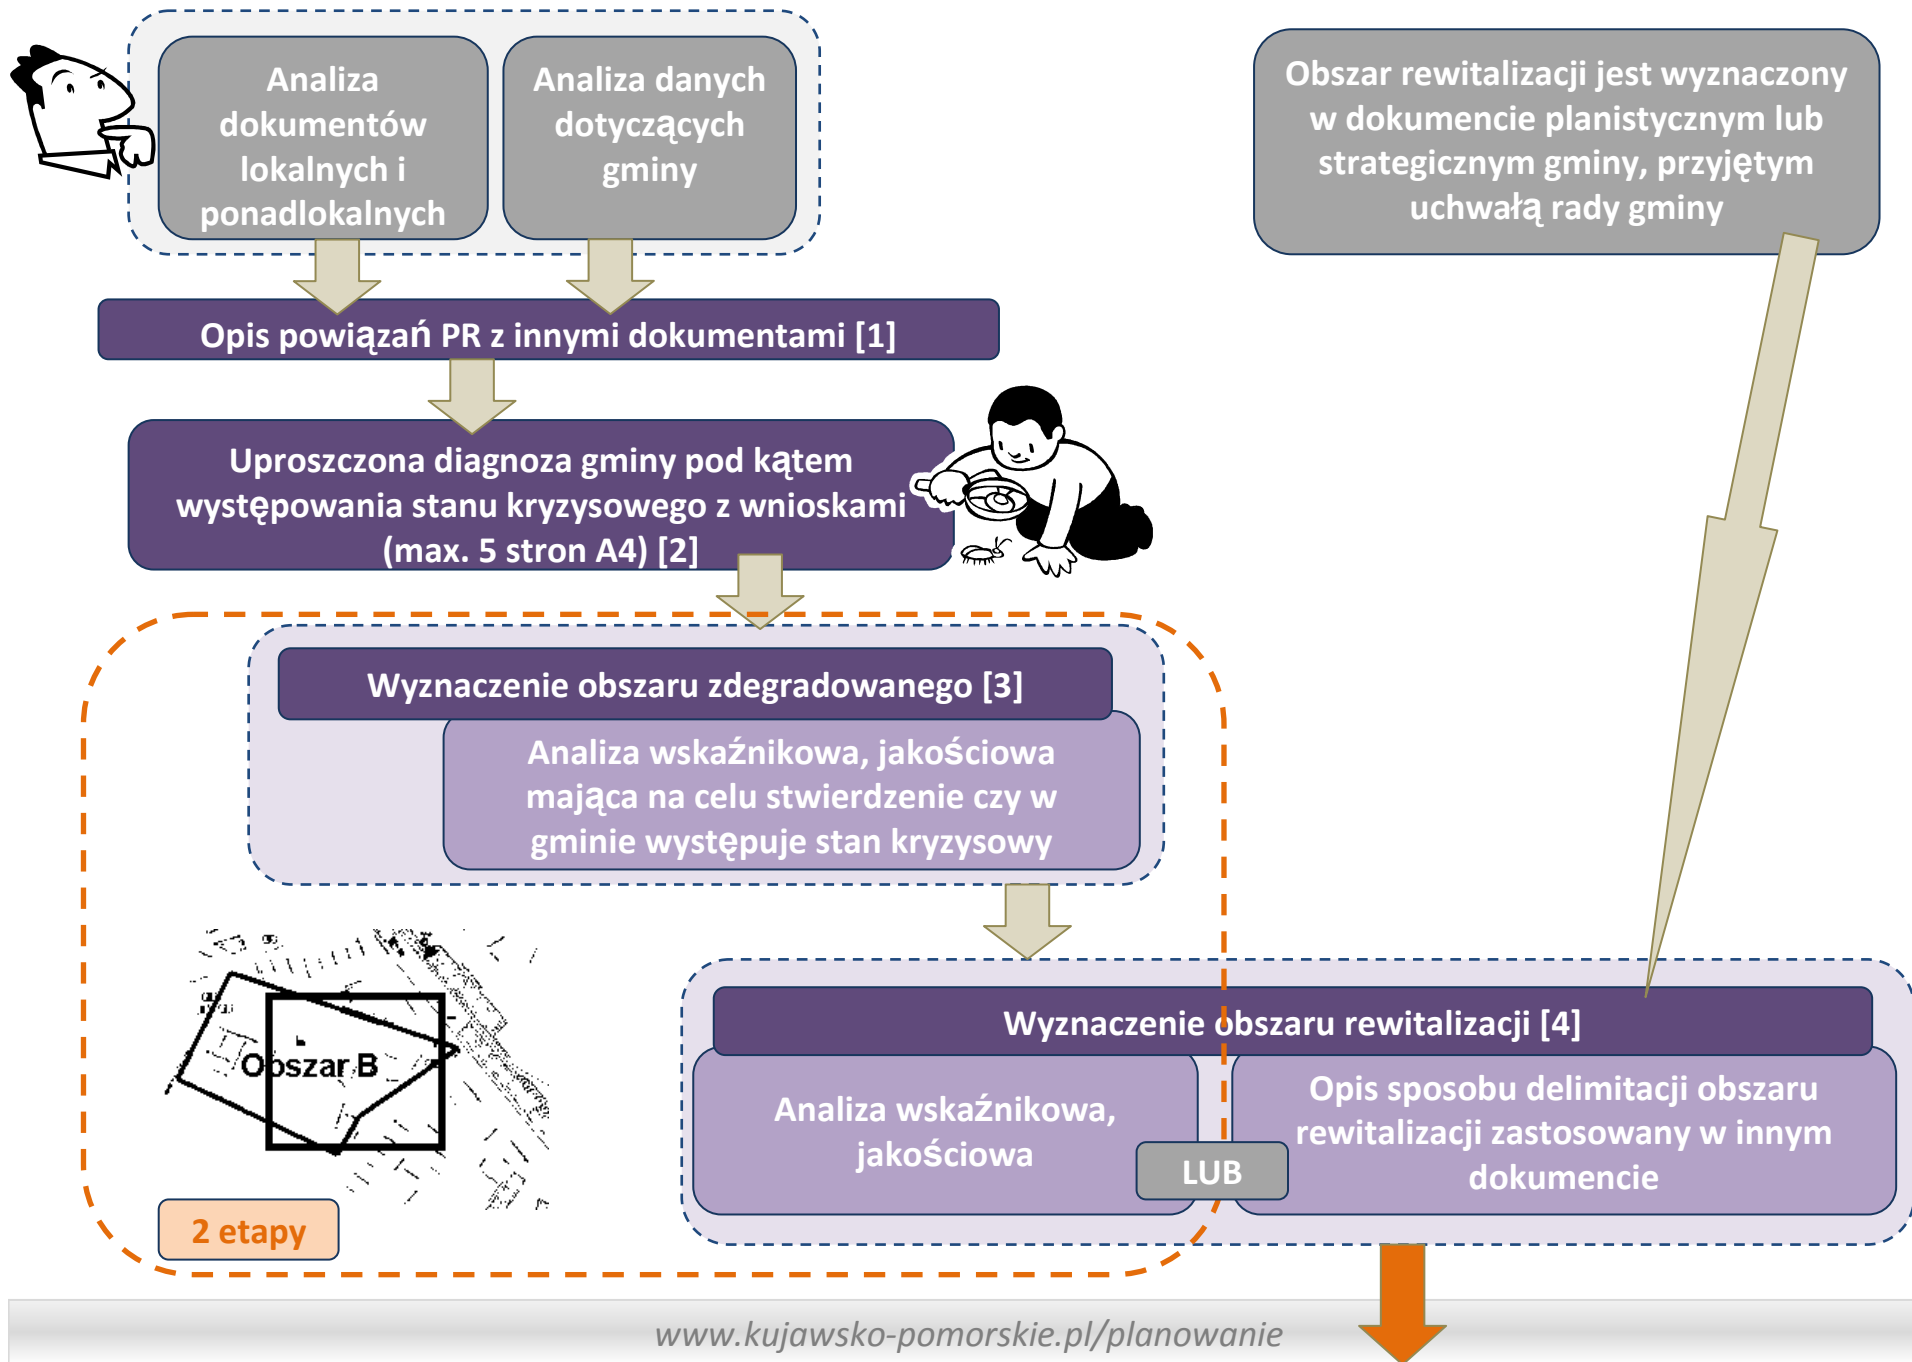 Analiza
dokumentów
lokalnych i
ponadlokalnych
Analiza danych
dotyczących
gminy
Obszar rewitalizacji jest wyznaczony
w dokumencie planistycznym lub
strategicznym gminy, przyjętym
uchwałą rady gminy
Opis powiązań PR z innymi dokumentami [1]
Uproszczona diagnoza gminy pod kątem
występowania stanu kryzysowego z wnioskami
(max. 5 stron A4) [2]
Wyznaczenie obszaru zdegradowanego [3]
Analiza wskaźnikowa, jakościowa
mająca na celu stwierdzenie czy w
gminie występuje stan kryzysowy
Obszar B
2 etapy
Wyznaczenie obszaru rewitalizacji [4]
Analiza wskaźnikowa,
jakościowa
LUB
Opis sposobu delimitacji obszaru
rewitalizacji zastosowany w innym
dokumencie
www.kujawsko-pomorskie.pl/planowanie